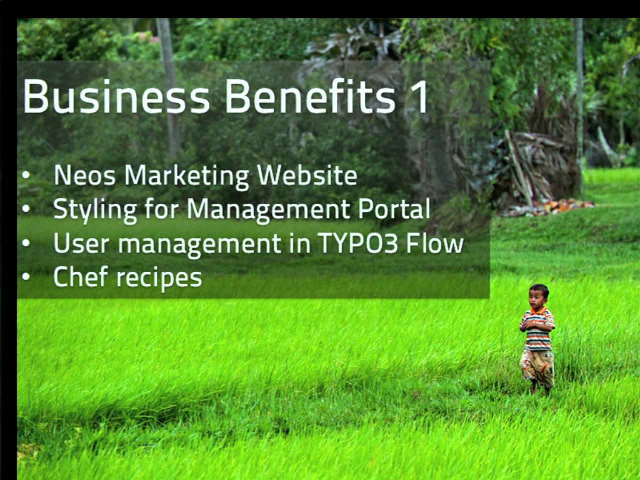 Business Benefits 1
• Neos Marketing Website
• Styling for Management Portal
• User management in TYPO3 Flow
• Chef recipes